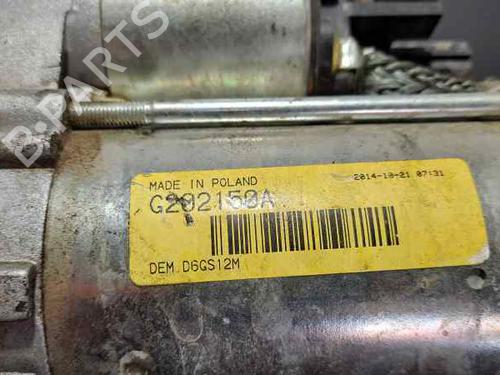 B-PARTS
MADE IN POLAND 2014-10-21 07:31
G202150A
DEM.D6GS12M